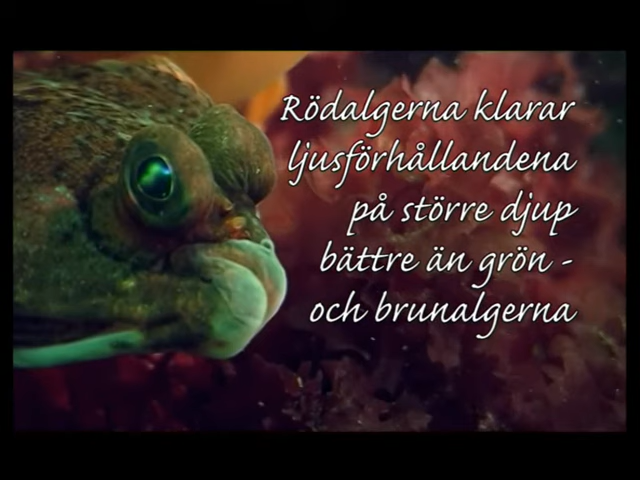 Rödalgerna klarar
ljusförhållandena
på större djup
bättre än grön -
och brunalgerna